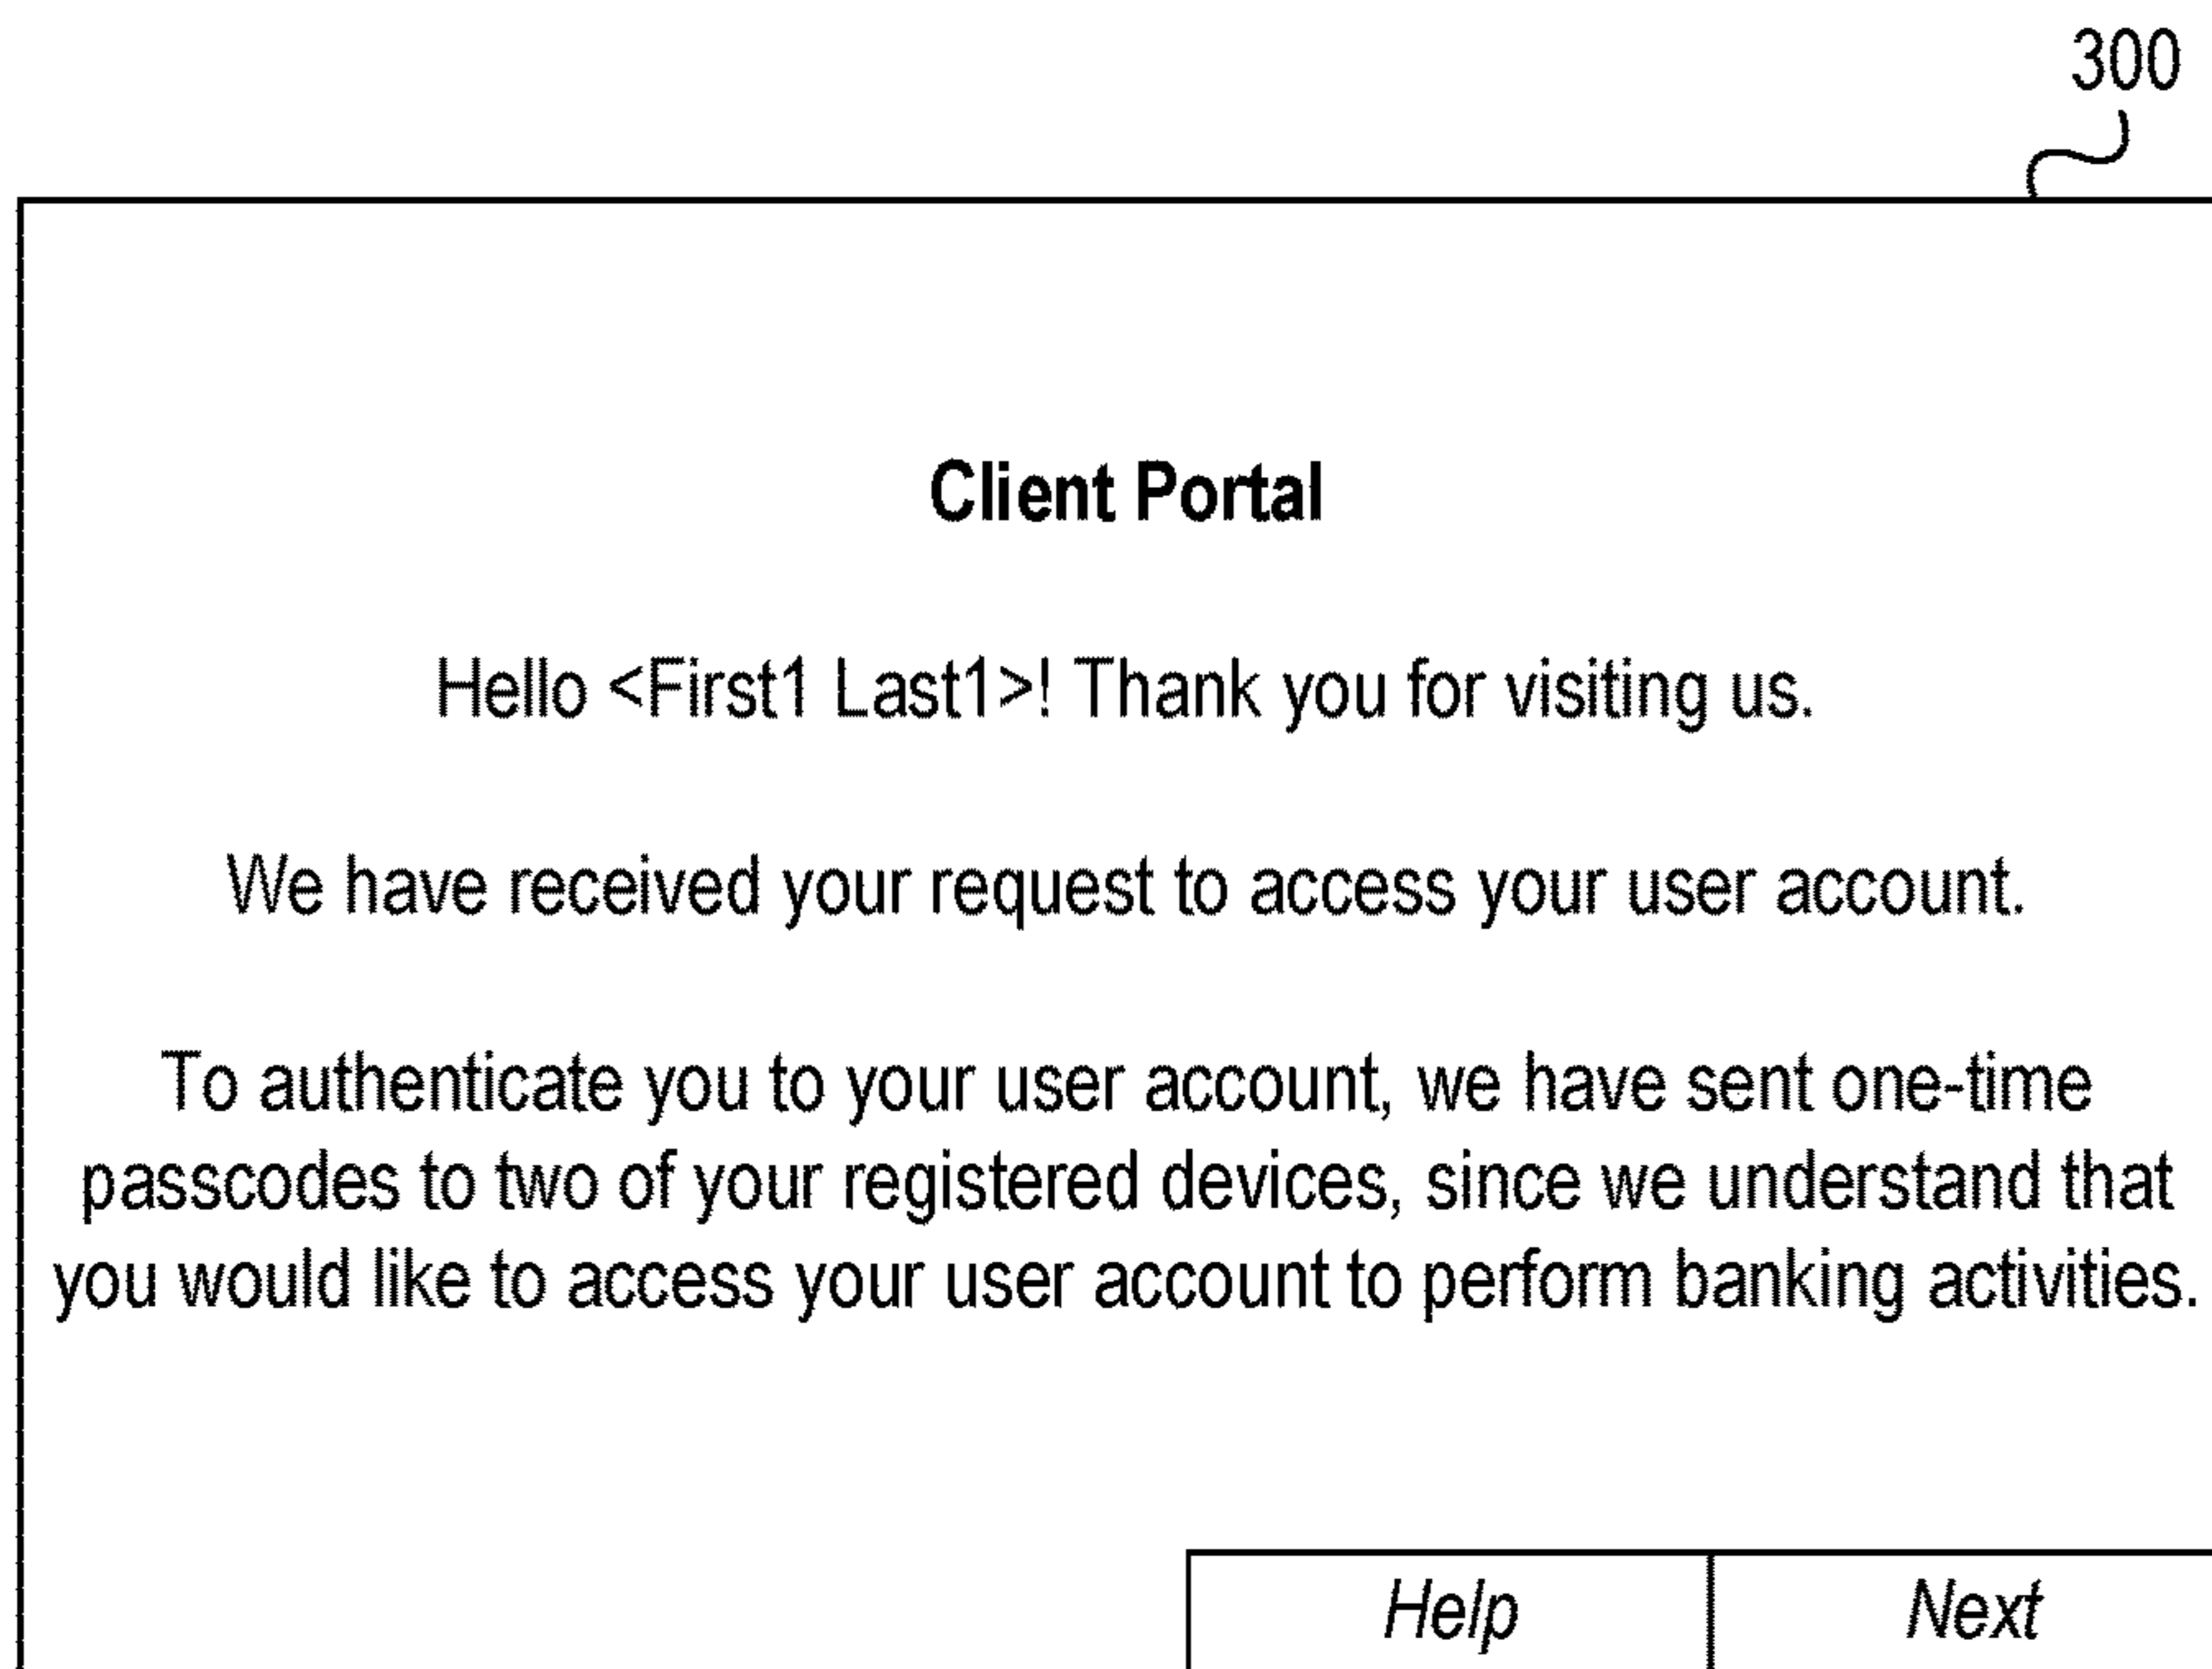 300
Client Portal
Hello <First1 Last1>! Thank you for visiting us.
We have received your request to access your user account.
To authenticate you to your user account, we have sent one-time
passcodes to two of your registered devices, since we understand that
you would like to access your user account to perform banking activities.
Help Next